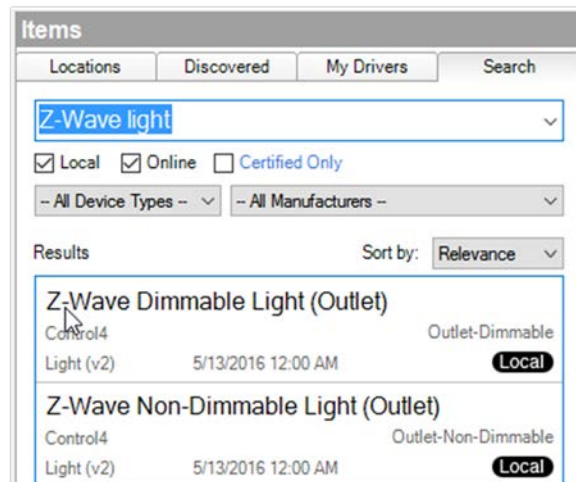 Items
Locations Discovered My Drivers Search
Z-Wave light
Local Online Certified Only
-- All Device Types -- -- All Manufacturers --
Results Sort by: Relevance
Z-Wave Dimmable Light (Outlet)
Control4 Outlet-Dimmable
Light (v2) 5/13/2016 12:00 AM Local
Z-Wave Non-Dimmable Light (Outlet)
Control4 Outlet-Non-Dimmable
Light (v2) 5/13/2016 12:00 AM Local